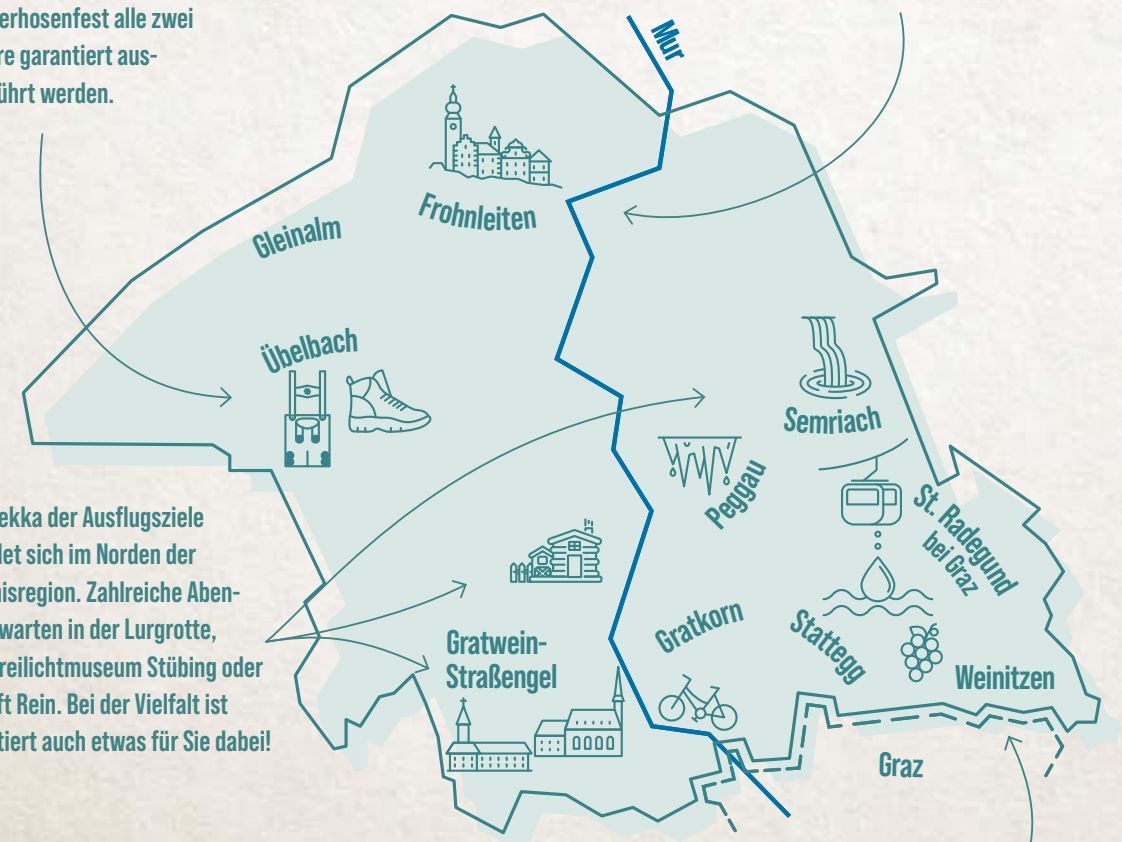 erhosenfest alle zwei
re garantiert aus-
ührt werden.
Mur
Frohnleiten
Gleinalm
Übelbach
Semriach
Peggau
St. Radegund
bei Graz
ekka der Ausflugsziele
let sich im Norden der
isregion. Zahlreiche Aben-
warten in der Lurgrotte,
reilichtmuseum Stübing oder
ft Rein. Bei der Vielfalt ist
tiert auch etwas für Sie dabei!
Gratwein-
Straßengel
Gratkorn
Stattegg
Weinitzen
Graz